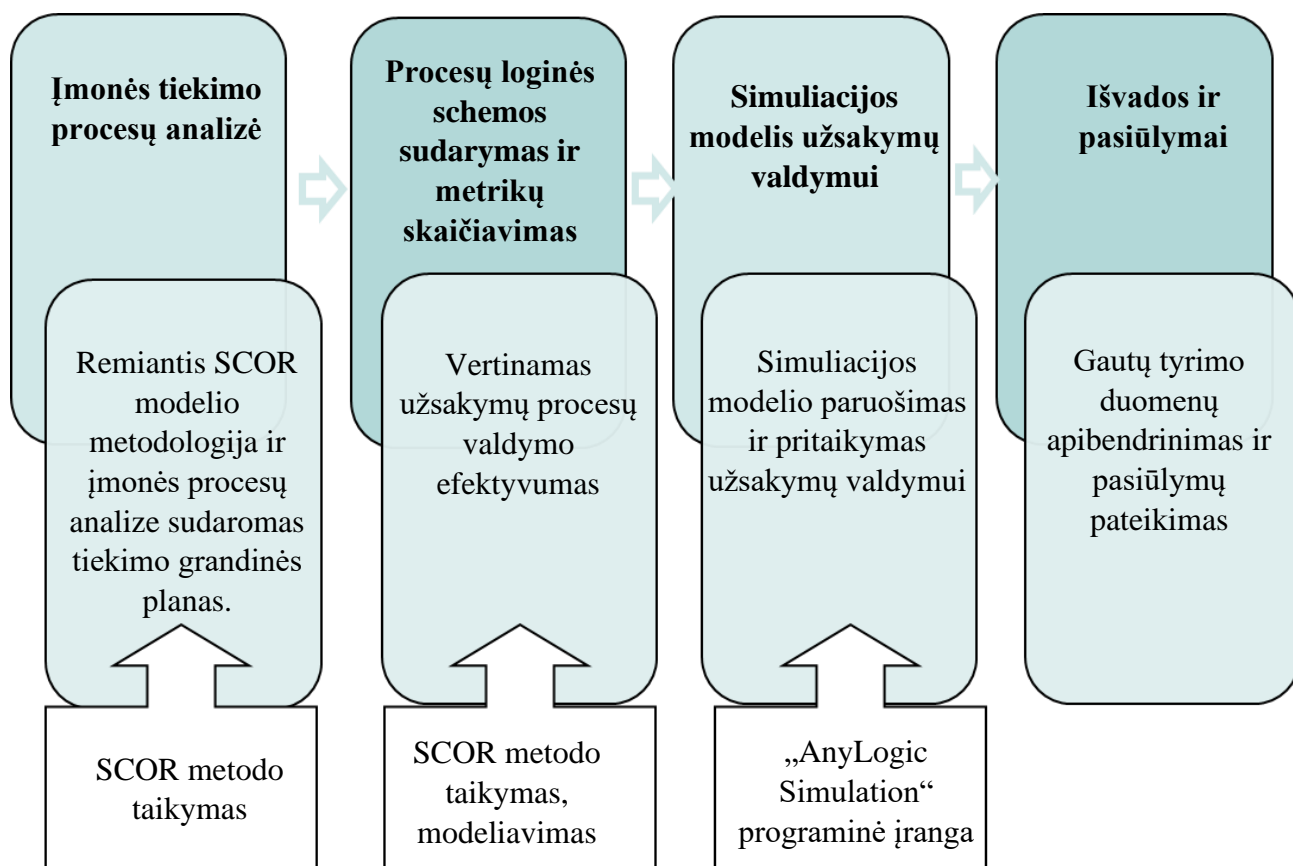 Įmonės tiekimo
procesų analizė
Remiantis SCOR
modelio
metodologija ir
įmonės procesų
analize sudaromas
tiekimo grandinės
planas.
SCOR metodo
taikymas
Procesų loginės
schemos
sudarymas ir
metrikų
skaičiavimas
Vertinamas
užsakymų procesų
valdymo
efektyvumas
SCOR metodo
taikymas,
modeliavimas
Simuliacijos
modelis užsakymų
valdymui
Simuliacijos
modelio paruošimas
ir pritaikymas
užsakymų valdymui
„AnyLogic
Simulation“
programinė įranga
Išvados ir
pasiūlymai
Gautų tyrimo
duomenų
apibendrinimas ir
pasiūlymų
pateikimas